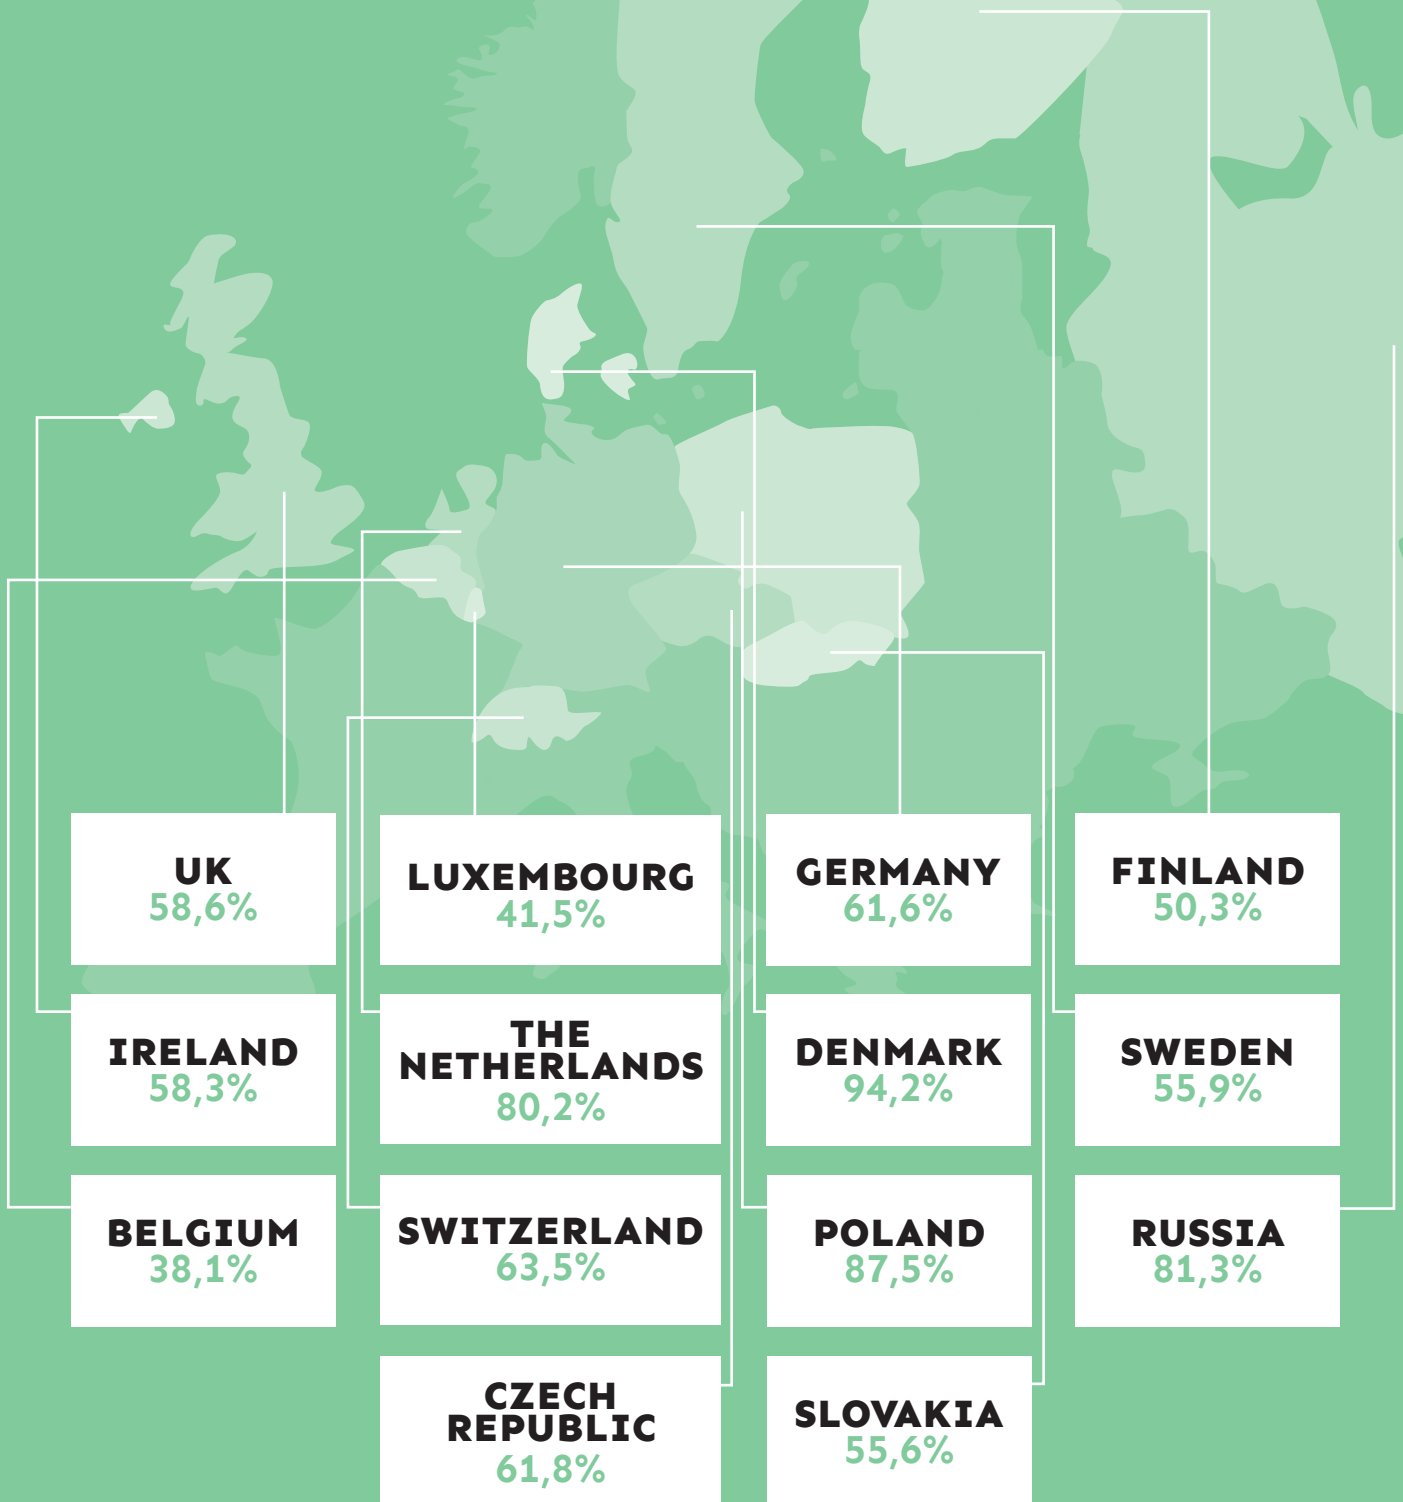 UK
58,6%
LUXEMBOURG
41,5%
GERMANY
61,6%
FINLAND
50,3%
IRELAND
58,3%
THE
NETHERLANDS
80,2%
DENMARK
94,2%
SWEDEN
55,9%
BELGIUM
38,1%
SWITZERLAND
63,5%
POLAND
87,5%
RUSSIA
81,3%
CZECH
REPUBLIC
61,8%
SLOVAKIA
55,6%